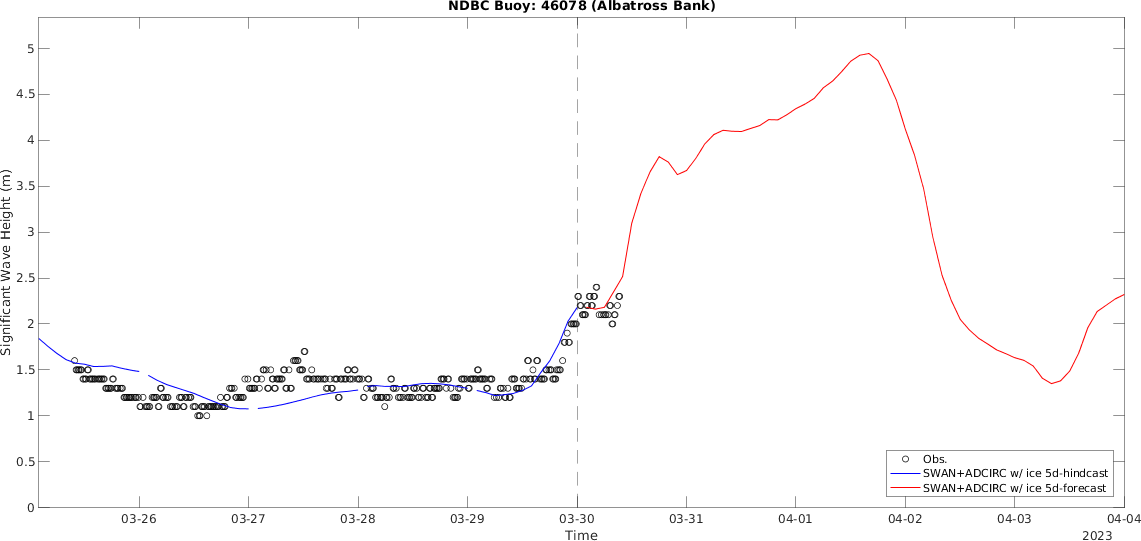 NDBC Buoy: 46078 (Albatross Bank)
Significant Wave Height (m)
5
4.5
4
3.5
3
2.5
2
1.5
1
0.5
0
Obs.
SWAN+ADCIRC w/ ice 5d-hindcast
SWAN+ADCIRC w/ ice 5d-forecast
03-26 03-27 03-28 03-29 03-30 03-31 04-01 04-02 04-03 04-04
Time
2023